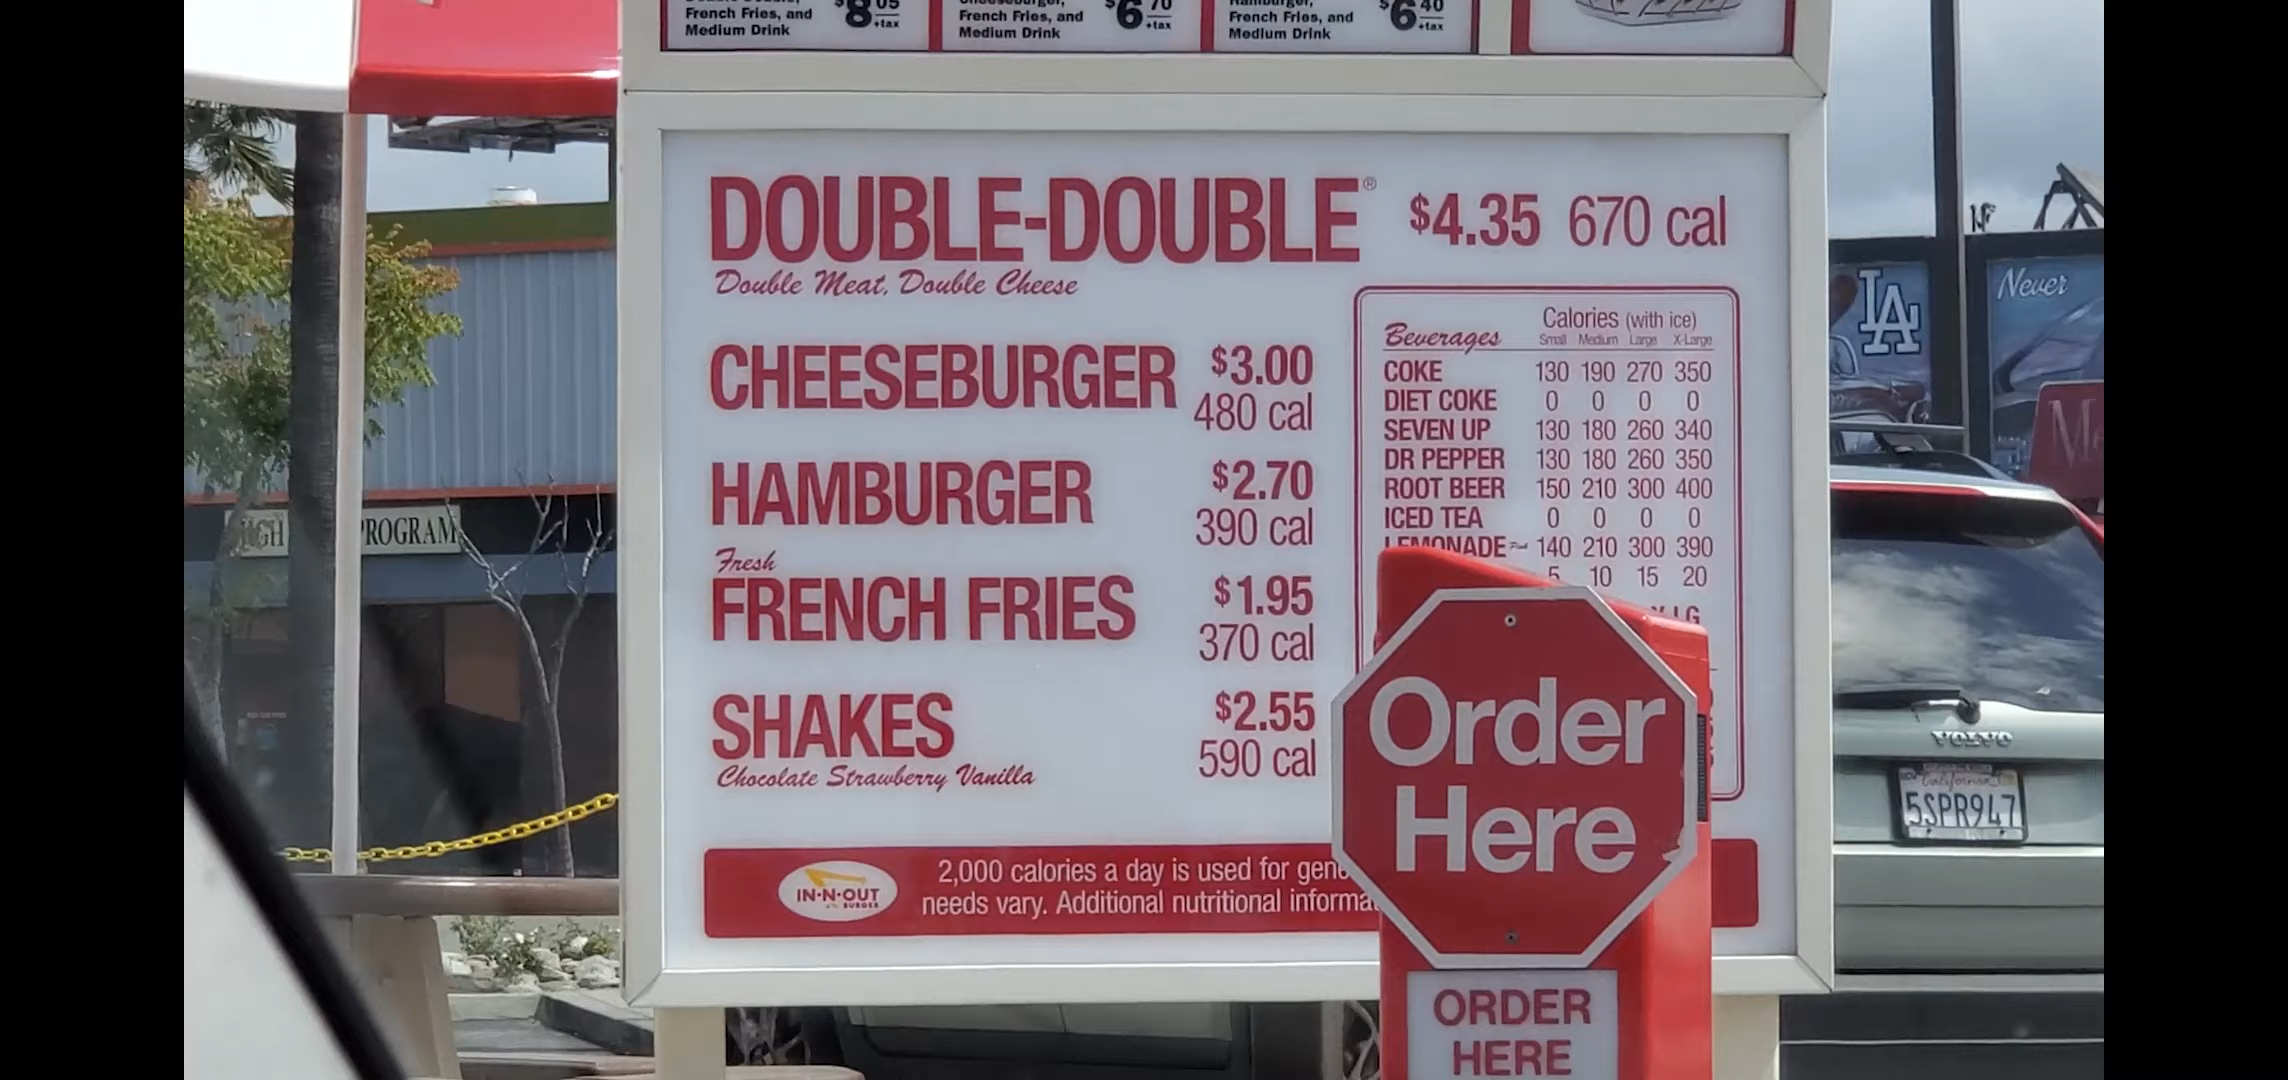 French Fries, and
Medium Drink
$8 05
+tax
French Fries, and
Medium Drink
$6 70
+tax
Hamburger,
French Fries, and
Medium Drink
$6 40
+tax
DOUBLE-DOUBLE® $4.35 670 cal
Double Meat, Double Cheese
CHEESEBURGER $3.00
480 cal
HAMBURGER $2.70
390 cal
Fresh
FRENCH FRIES $1.95
370 cal
SHAKES $2.55
590 cal
Chocolate Strawberry Vanilla
Beverages Calories (with ice)
Small Medium Large X-Large
COKE 130 190 270 350
DIET COKE 0 0 0 0
SEVEN UP 130 180 260 340
DR PEPPER 130 180 260 350
ROOT BEER 150 210 300 400
ICED TEA 0 0 0 0
LEMONADE Pink 140 210 300 390
5 10 15 20
IN-N-OUT
BURGER
2,000 calories a day is used for gene
needs vary. Additional nutritional informa
Order
Here
ORDER
HERE
PROGRAM
LA
Never
VOLVO
California
5SPR947